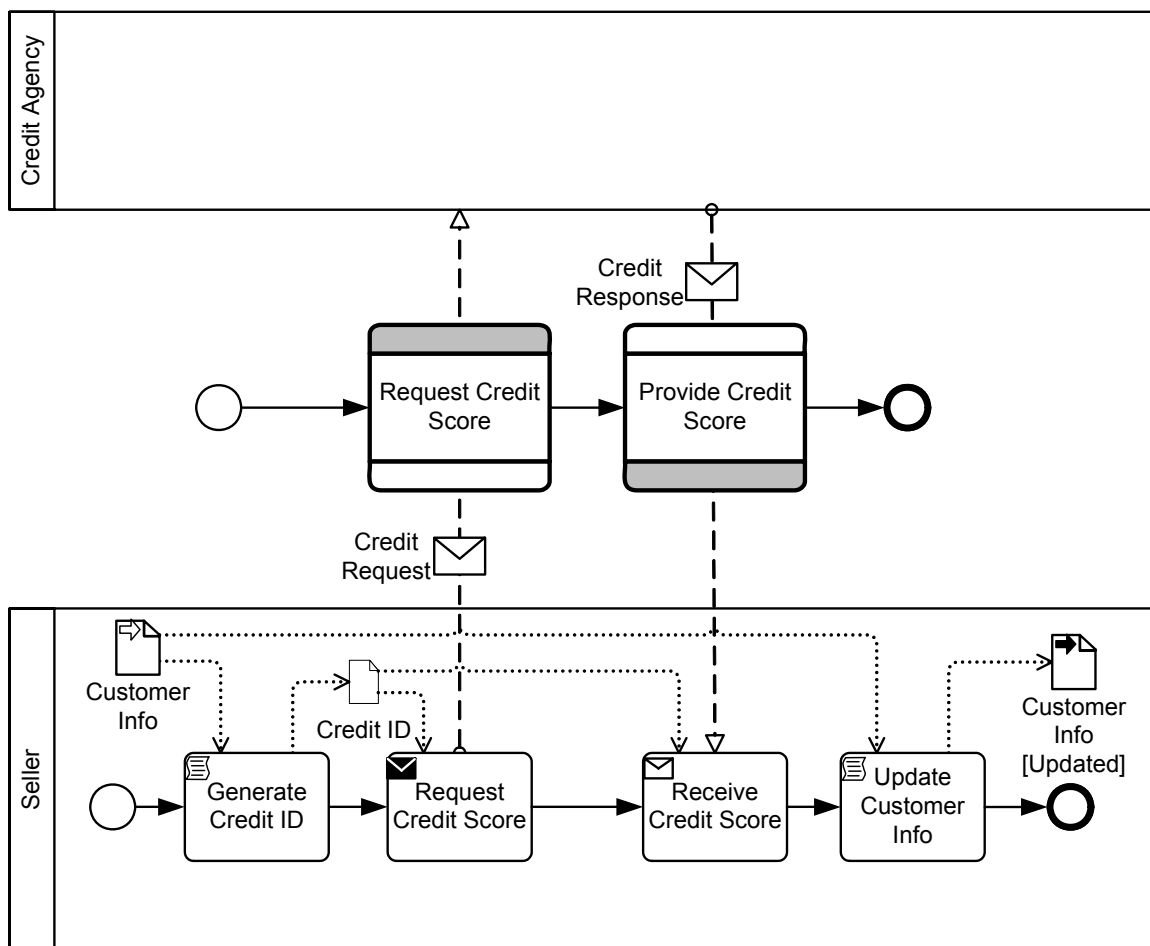 Credit Agency
Credit
Response
Request Credit
Score
Provide Credit
Score
Credit
Request
Seller
Customer
Info
Credit ID
Customer
Info
[Updated]
Generate
Credit ID
Request
Credit Score
Receive
Credit Score
Update
Customer
Info